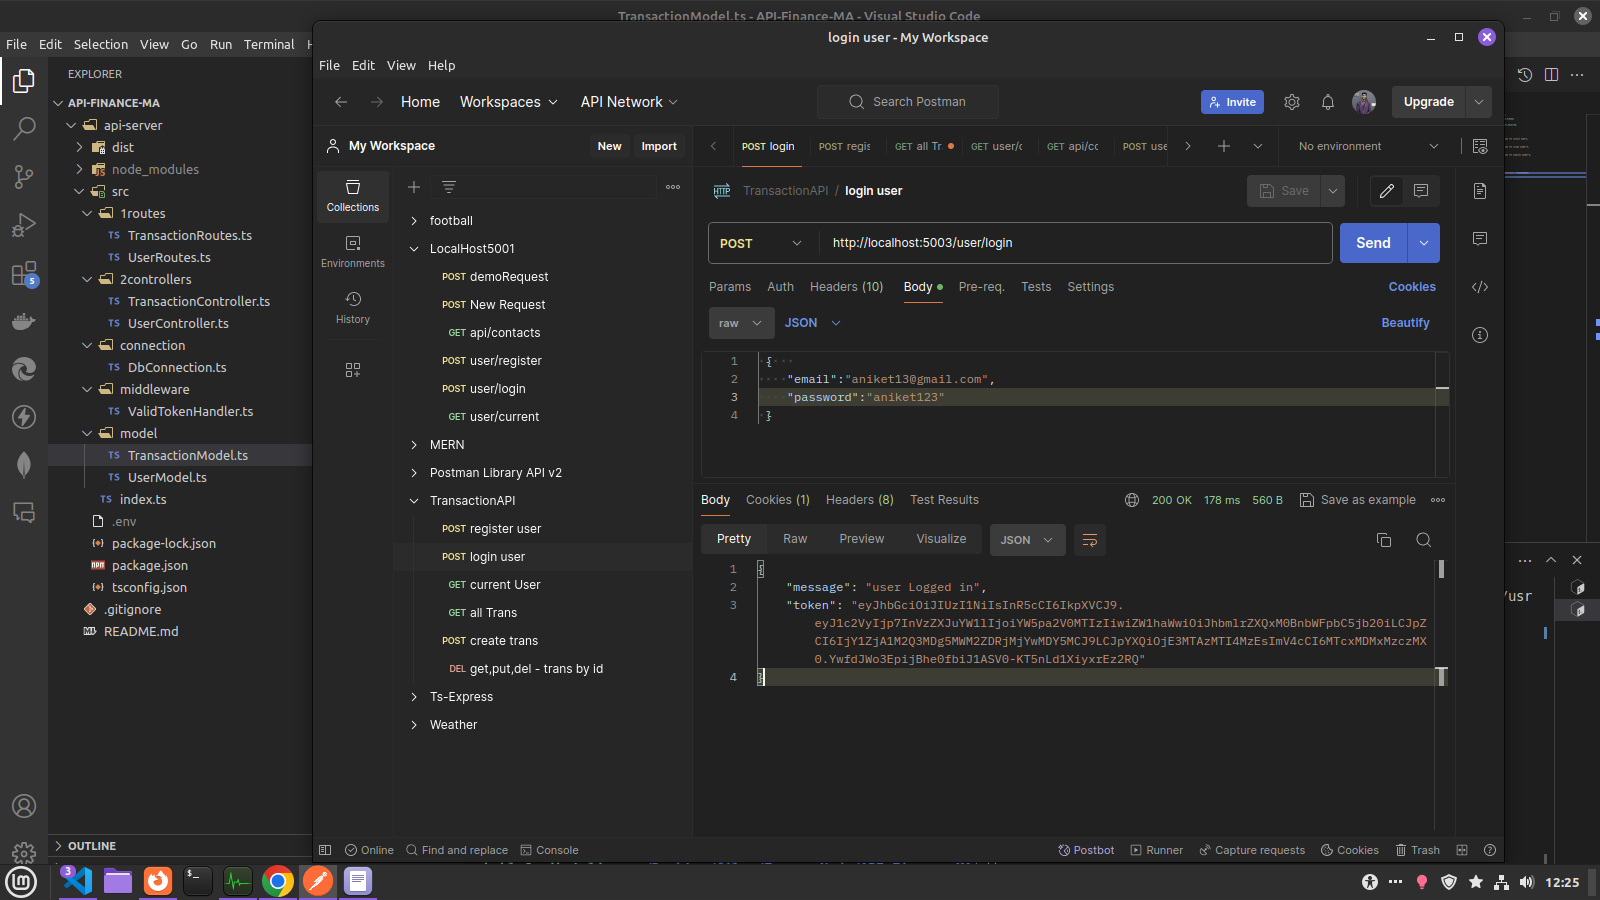 TransactionModel.ts - API-Finance-MA - Visual Studio Code
File Edit Selection View Go Run Terminal
EXPLORER
API-FINANCE-MA
api-server
dist
node_modules
src
1routes
TS TransactionRoutes.ts
TS UserRoutes.ts
2controllers
TS TransactionController.ts
TS UserController.ts
connection
TS DbConnection.ts
middleware
TS ValidTokenHandler.ts
model
TS TransactionModel.ts
TS UserModel.ts
TS index.ts
.env
package-lock.json
package.json
tsconfig.json
.gitignore
README.md
OUTLINE
5
login user - My Workspace
File Edit View Help
Home Workspaces API Network
Search Postman
Invite
Upgrade
My Workspace
New Import
Collections
Environments
History
football
LocalHost5001
POST demoRequest
POST New Request
GET api/contacts
POST user/register
POST user/login
GET user/current
MERN
Postman Library API v2
TransactionAPI
POST register user
POST login user
GET current User
GET all Trans
POST create trans
DEL get,put,del - trans by id
Ts-Express
Weather
POST login POST regis GET all Tr GET user/c GET api/cc POST use
No environment
HTTP TransactionAPI / login user
Save
POST http://localhost:5003/user/login
Send
Params Auth Headers (10) Body Pre-req. Tests Settings
Cookies
raw JSON
Beautify
1 {
2 "email":"aniket13@gmail.com",
3 "password":"aniket123"
4 }
Body Cookies (1) Headers (8) Test Results
200 OK 178 ms 560 B Save as example
Pretty Raw Preview Visualize JSON
1 {
2 "message": "user Logged in",
3 "token": "eyJhbGciOiJIUzI1NiIsInR5cCI6IkpXVCJ9.
eyJ1c2VyIjp7InVzZXJuYW1lIjoiYW5pa2V0MTIzIiwiZW1haWwiOiJhbmlrZXQxM0BnbWFpbC5jb20iLCJpZ
CI6IjY1ZjA1M2Q3MDg5MWM2ZDRjMjYwMDY5MCJ9LCJpYXQiOjE3MTAzMTI4MzEsImV4cCI6MTcxMDMxMzczMX
0.YwfdJWo3EpijBhe0fbiJ1ASV0-KT5nLd1XiyxrEz2RQ"
4 }
Online Find and replace Console
Postbot Runner Capture requests Cookies Trash
/usr
3
12:25